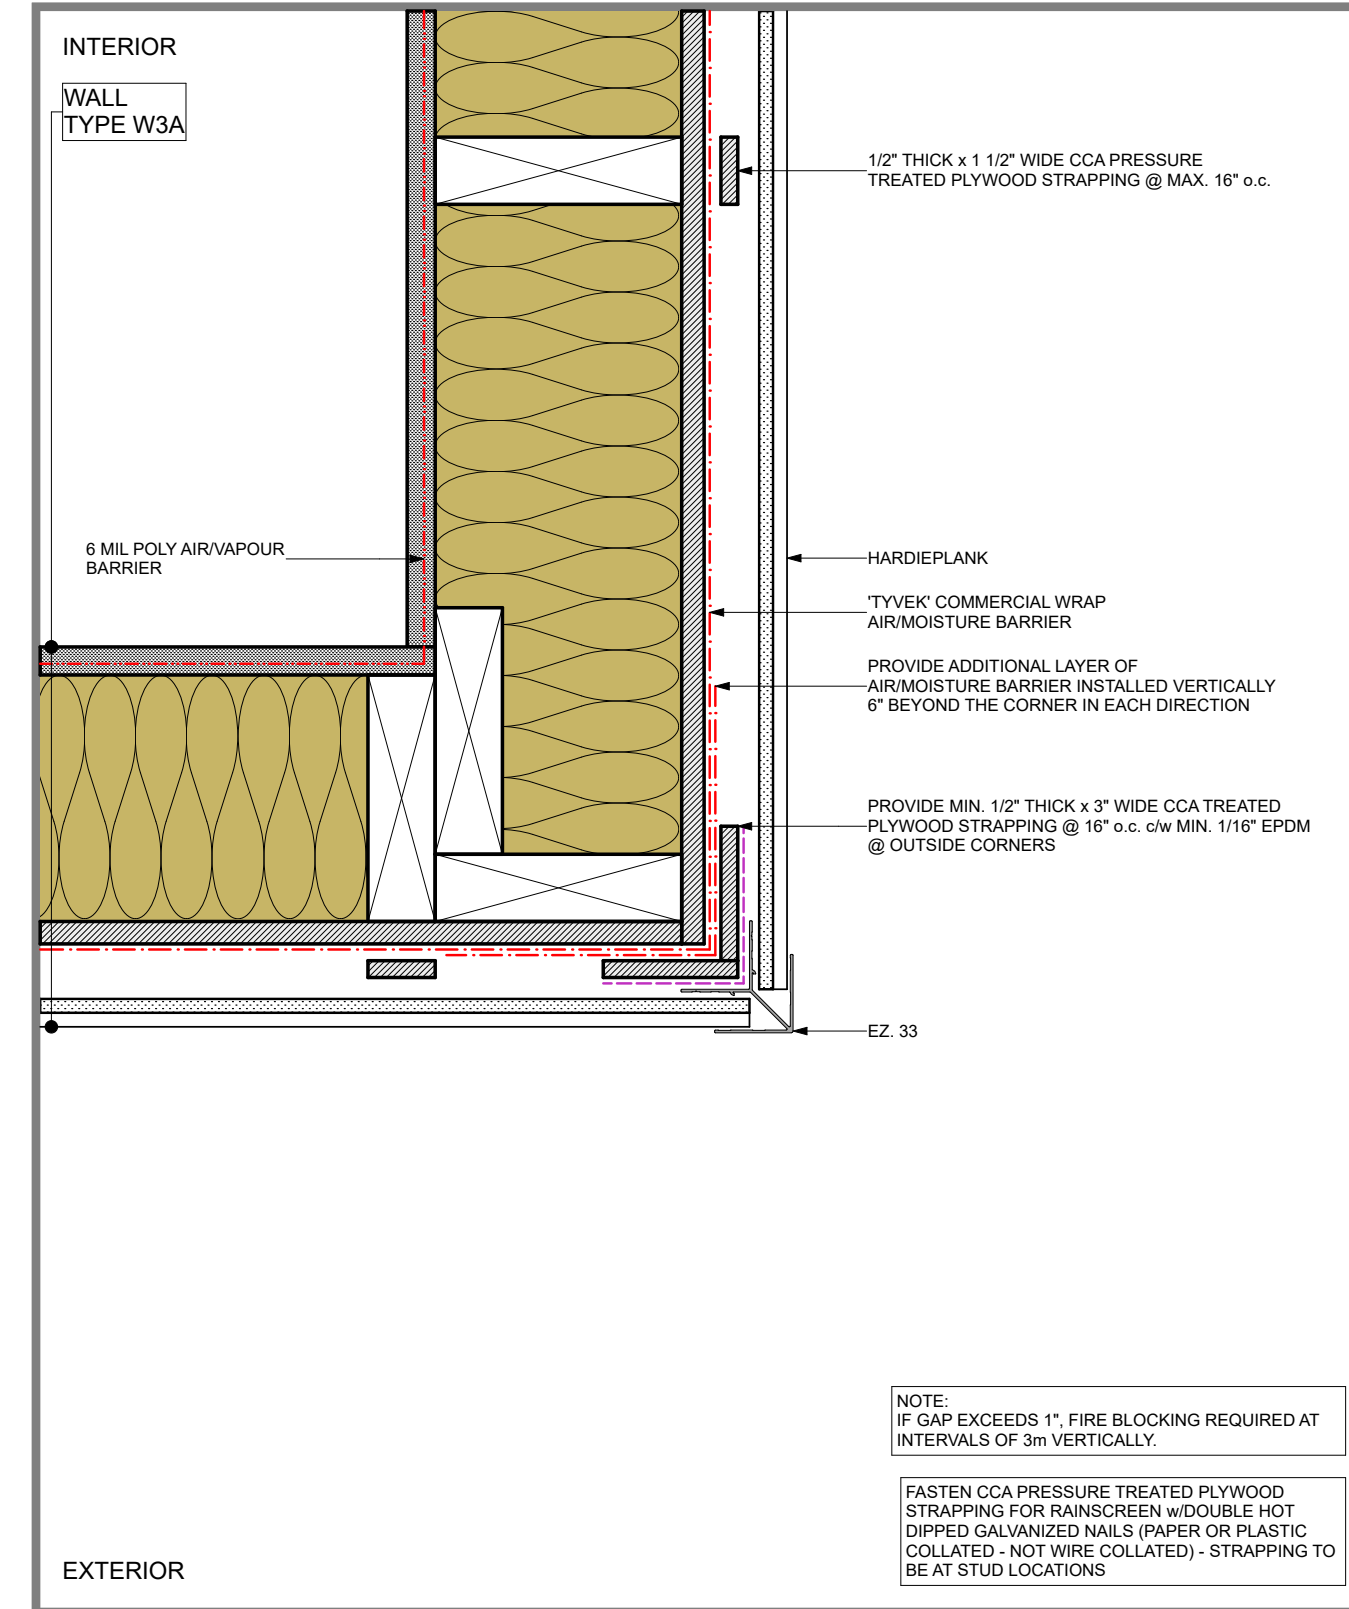 INTERIOR
WALL
TYPE W3A
1/2" THICK x 1 1/2" WIDE CCA PRESSURE
TREATED PLYWOOD STRAPPING @ MAX. 16" o.c.
6 MIL POLY AIR/VAPOUR
BARRIER
HARDIEPLANK
'TYVEK' COMMERCIAL WRAP
AIR/MOISTURE BARRIER
PROVIDE ADDITIONAL LAYER OF
AIR/MOISTURE BARRIER INSTALLED VERTICALLY
6" BEYOND THE CORNER IN EACH DIRECTION
PROVIDE MIN. 1/2" THICK x 3" WIDE CCA TREATED
PLYWOOD STRAPPING @ 16" o.c. c/w MIN. 1/16" EPDM
@ OUTSIDE CORNERS
EZ. 33
NOTE:
IF GAP EXCEEDS 1", FIRE BLOCKING REQUIRED AT
INTERVALS OF 3m VERTICALLY.
FASTEN CCA PRESSURE TREATED PLYWOOD
STRAPPING FOR RAINSCREEN w/DOUBLE HOT
DIPPED GALVANIZED NAILS (PAPER OR PLASTIC
COLLATED - NOT WIRE COLLATED) - STRAPPING TO
BE AT STUD LOCATIONS
EXTERIOR